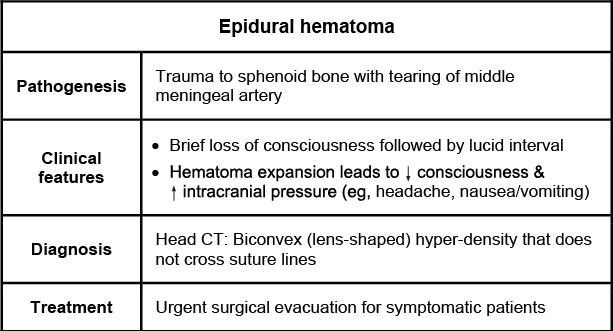 Epidural hematoma
Pathogenesis
Trauma to sphenoid bone with tearing of middle
meningeal artery
Clinical
features
• Brief loss of consciousness followed by lucid interval
• Hematoma expansion leads to ↓ consciousness &
↑ intracranial pressure (eg, headache, nausea/vomiting)
Diagnosis
Head CT: Biconvex (lens-shaped) hyper-density that does
not cross suture lines
Treatment
Urgent surgical evacuation for symptomatic patients